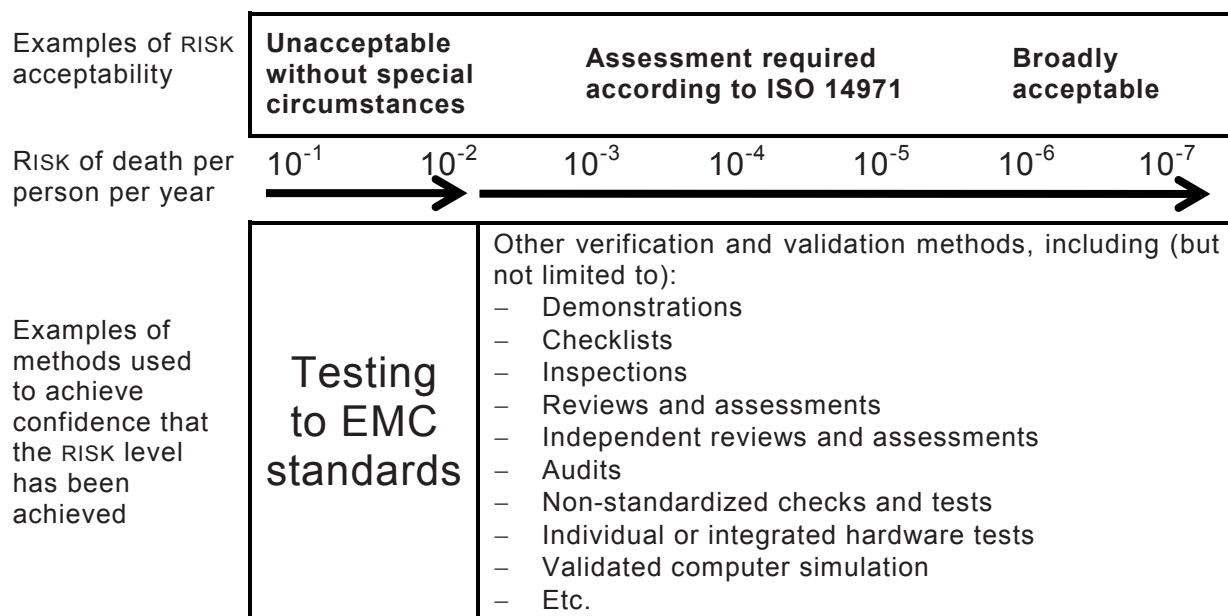 Examples of RISK
acceptability
Unacceptable
without special
circumstances
Assessment required
according to ISO 14971
Broadly
acceptable
RISK of death per
person per year
10⁻¹ 10⁻² 10⁻³ 10⁻⁴ 10⁻⁵ 10⁻⁶ 10⁻⁷
Examples of
methods used
to achieve
confidence that
the RISK level
has been
achieved
Testing
to EMC
standards
Other verification and validation methods, including (but
not limited to):
– Demonstrations
– Checklists
– Inspections
– Reviews and assessments
– Independent reviews and assessments
– Audits
– Non-standardized checks and tests
– Individual or integrated hardware tests
– Validated computer simulation
– Etc.